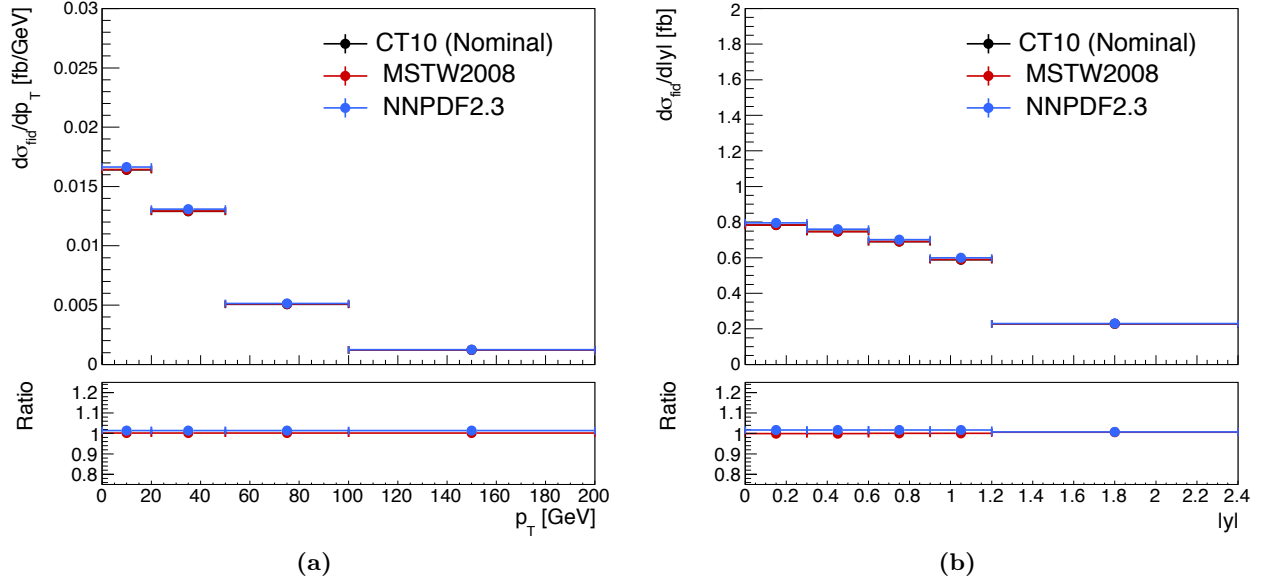 dσ_fid/dp_T [fb/GeV]
0.03
0.025
0.02
0.015
0.01
0.005
0
CT10 (Nominal)
MSTW2008
NNPDF2.3
Ratio
1.2
1.1
1
0.9
0.8
0 20 40 60 80 100 120 140 160 180 200
p_T [GeV]
(a)
dσ_fid/d|y| [fb]
2
1.8
1.6
1.4
1.2
1
0.8
0.6
0.4
0.2
0
CT10 (Nominal)
MSTW2008
NNPDF2.3
Ratio
1.2
1.1
1
0.9
0.8
0 0.2 0.4 0.6 0.8 1 1.2 1.4 1.6 1.8 2 2.2 2.4
|y|
(b)